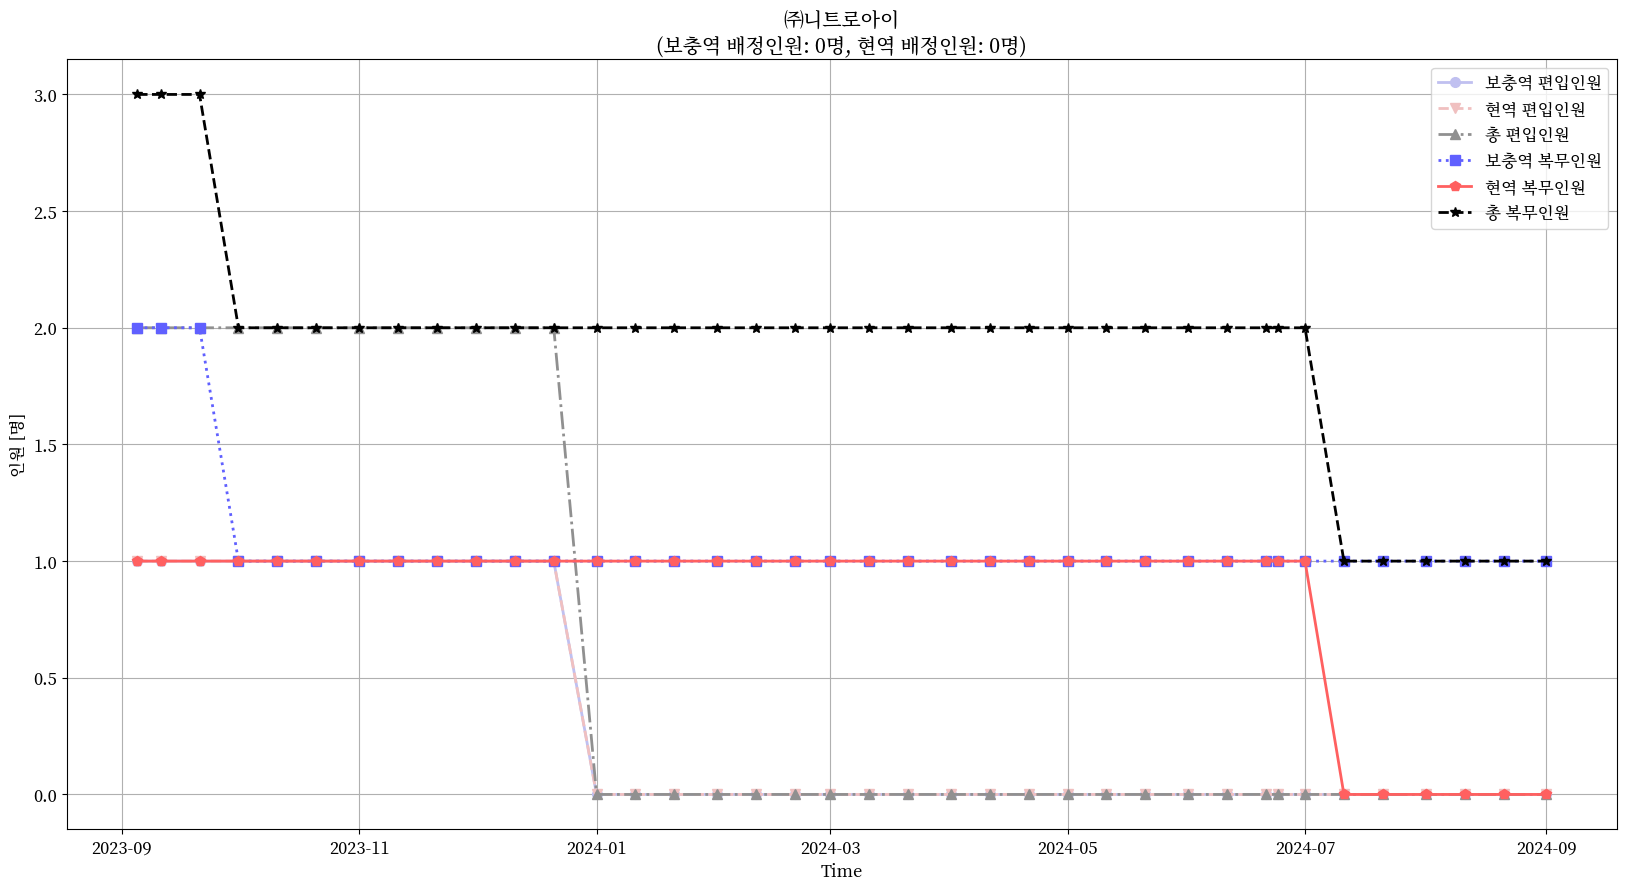 ㈜니트로아이
(보충역 배정인원: 0명, 현역 배정인원: 0명)
보충역 편입인원
현역 편입인원
총 편입인원
보충역 복무인원
현역 복무인원
총 복무인원
인원 [명]
3.0
2.5
2.0
1.5
1.0
0.5
0.0
2023-09
2023-11
2024-01
2024-03
2024-05
2024-07
2024-09
Time